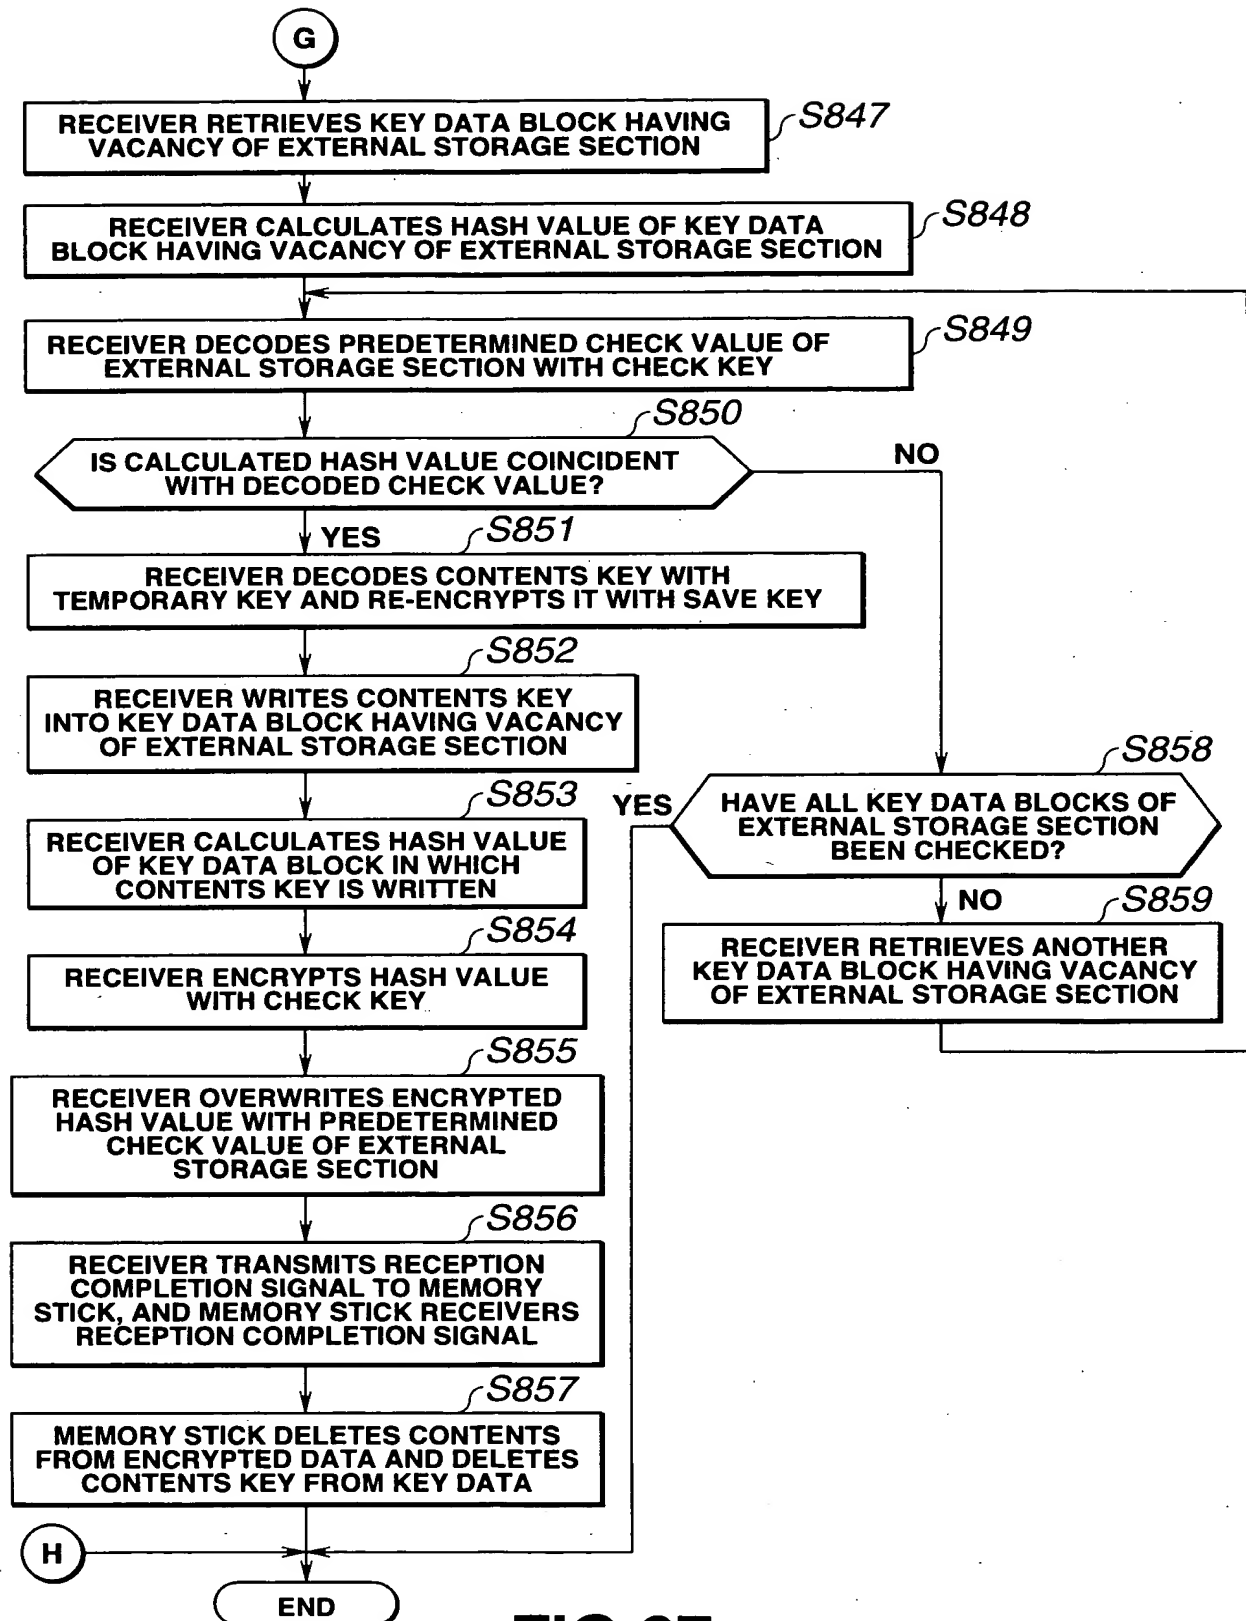 G
RECEIVER RETRIEVES KEY DATA BLOCK HAVING
VACANCY OF EXTERNAL STORAGE SECTION
S847
RECEIVER CALCULATES HASH VALUE OF KEY DATA
BLOCK HAVING VACANCY OF EXTERNAL STORAGE SECTION
S848
RECEIVER DECODES PREDETERMINED CHECK VALUE OF
EXTERNAL STORAGE SECTION WITH CHECK KEY
S849
S850
IS CALCULATED HASH VALUE COINCIDENT
WITH DECODED CHECK VALUE?
NO
YES
S851
RECEIVER DECODES CONTENTS KEY WITH
TEMPORARY KEY AND RE-ENCRYPTS IT WITH SAVE KEY
S852
RECEIVER WRITES CONTENTS KEY
INTO KEY DATA BLOCK HAVING VACANCY
OF EXTERNAL STORAGE SECTION
S853
RECEIVER CALCULATES HASH VALUE
OF KEY DATA BLOCK IN WHICH
CONTENTS KEY IS WRITTEN
S854
RECEIVER ENCRYPTS HASH VALUE
WITH CHECK KEY
S855
RECEIVER OVERWRITES ENCRYPTED
HASH VALUE WITH PREDETERMINED
CHECK VALUE OF EXTERNAL
STORAGE SECTION
S856
RECEIVER TRANSMITS RECEPTION
COMPLETION SIGNAL TO MEMORY
STICK, AND MEMORY STICK RECEIVERS
RECEPTION COMPLETION SIGNAL
S857
MEMORY STICK DELETES CONTENTS
FROM ENCRYPTED DATA AND DELETES
CONTENTS KEY FROM KEY DATA
S858
YES
HAVE ALL KEY DATA BLOCKS OF
EXTERNAL STORAGE SECTION
BEEN CHECKED?
NO
S859
RECEIVER RETRIEVES ANOTHER
KEY DATA BLOCK HAVING VACANCY
OF EXTERNAL STORAGE SECTION
H
END